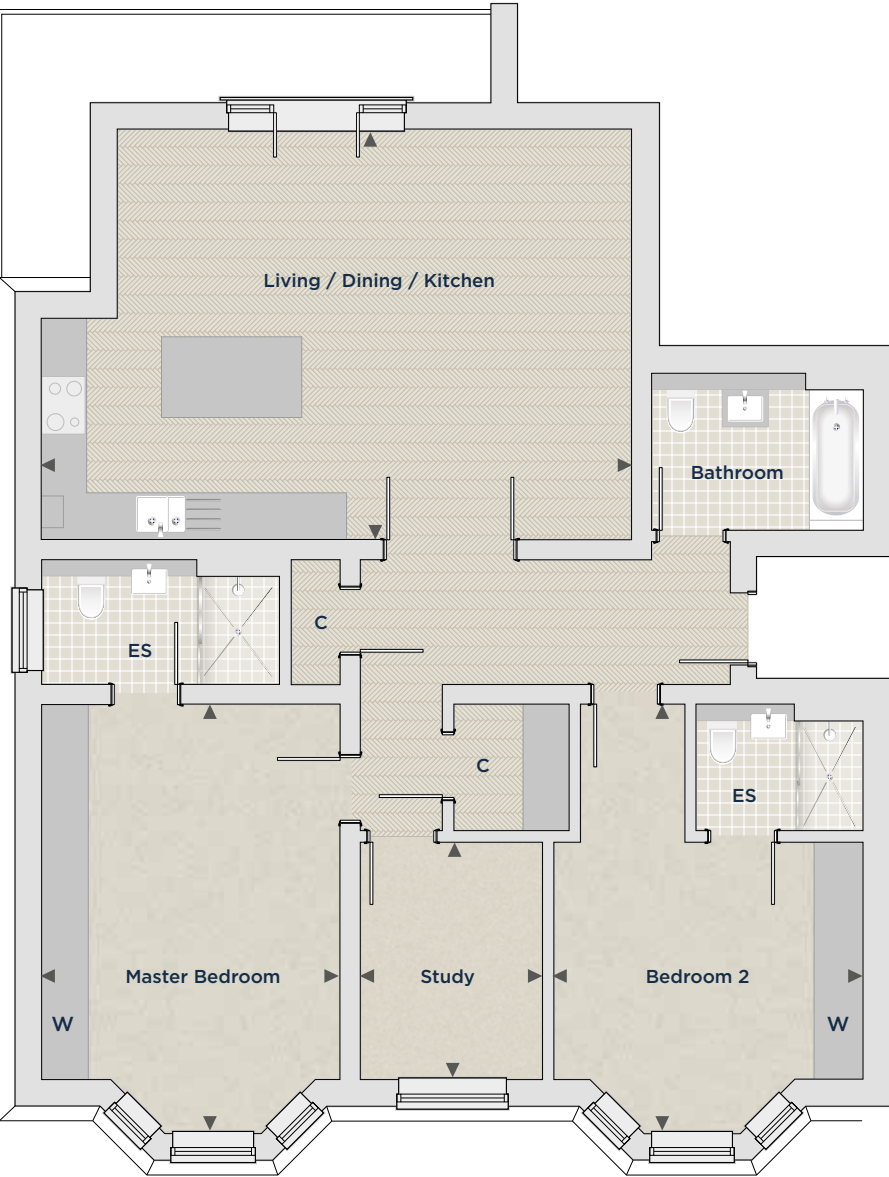 Living / Dining / Kitchen
Bathroom
C
ES
C
ES
Master Bedroom
Study
Bedroom 2
W
W